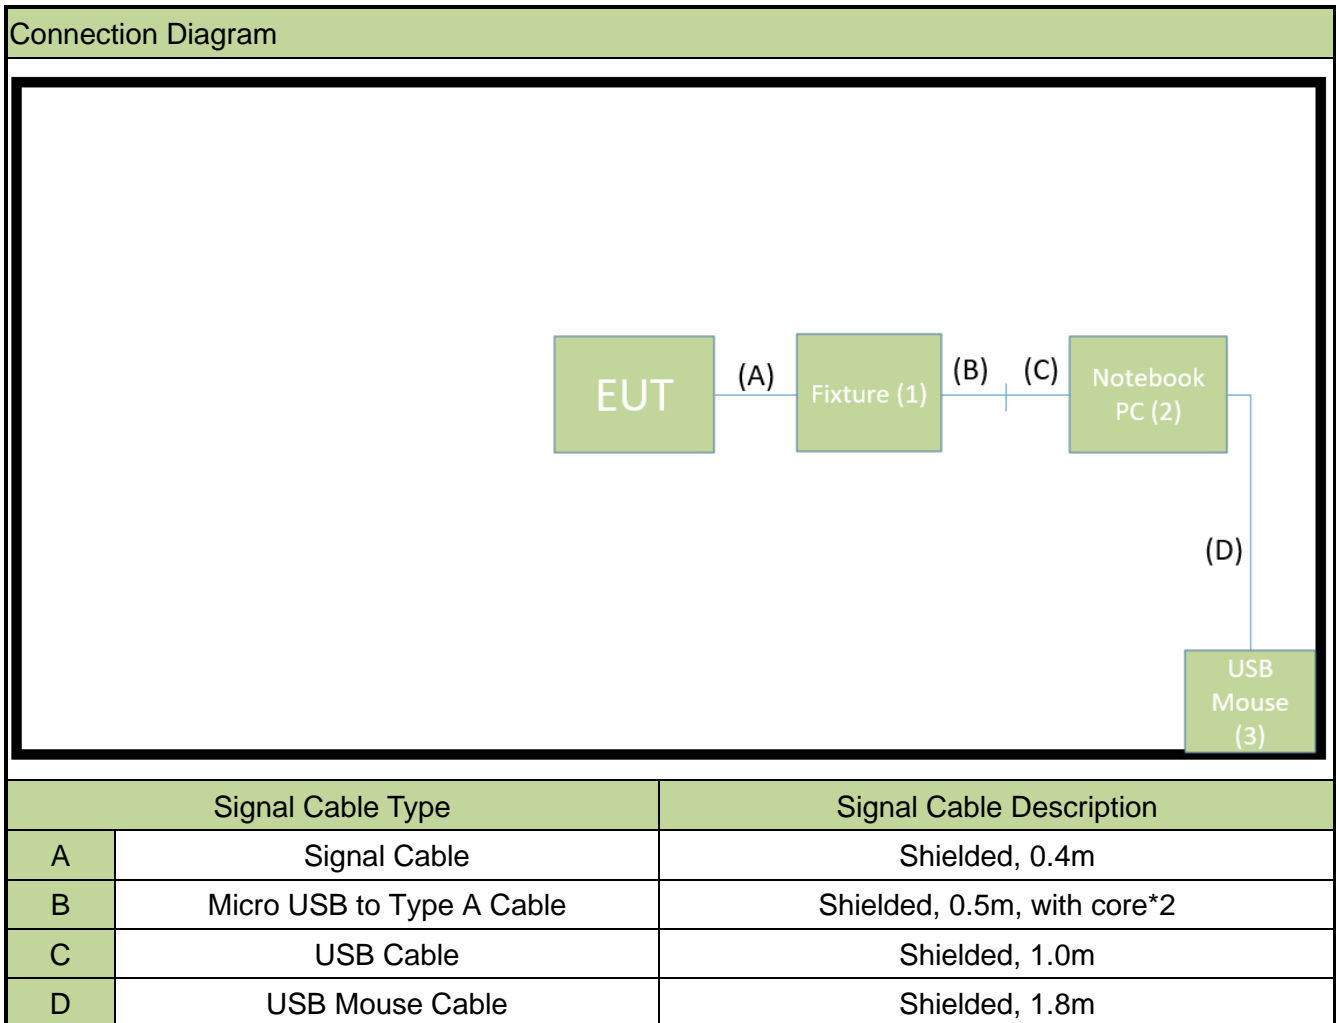 Connection Diagram
EUT
(A)
Fixture (1)
(B)
(C)
Notebook
PC (2)
(D)
USB
Mouse
(3)
Signal Cable Type Signal Cable Description
A Signal Cable Shielded, 0.4m
B Micro USB to Type A Cable Shielded, 0.5m, with core*2
C USB Cable Shielded, 1.0m
D USB Mouse Cable Shielded, 1.8m